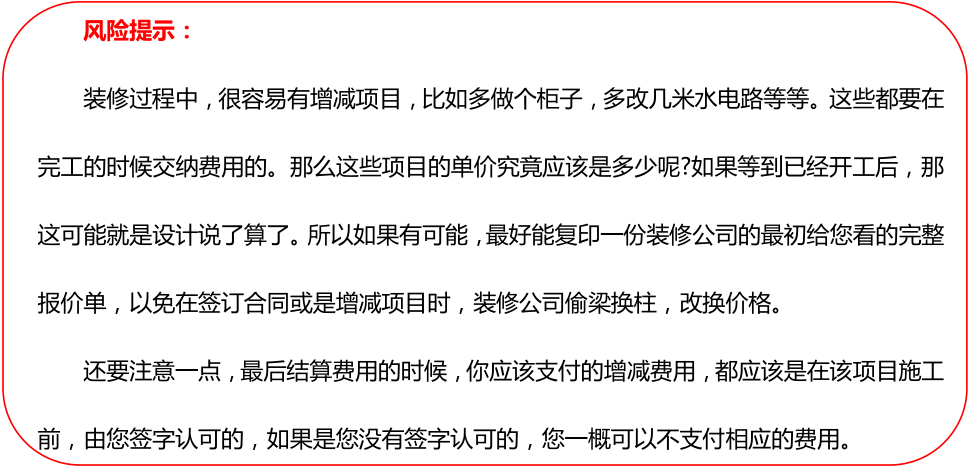 风险提示：
装修过程中，很容易有增减项目，比如多做个柜子，多改几米水电路等等。这些都要在
完工的时候交纳费用的。那么这些项目的单价究竟应该是多少呢?如果等到已经开工后，那
这可能就是设计说了算了。所以如果有可能，最好能复印一份装修公司的最初给您看的完整
报价单，以免在签订合同或是增减项目时，装修公司偷梁换柱，改换价格。
还要注意一点，最后结算费用的时候，你应该支付的增减费用，都应该是在该项目施工
前，由您签字认可的，如果是您没有签字认可的，您一概可以不支付相应的费用。